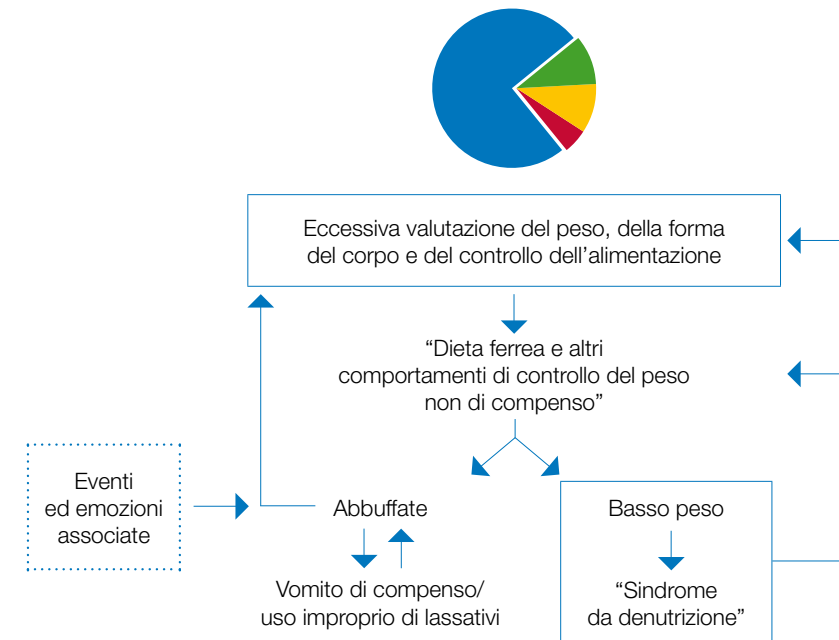 Eccessiva valutazione del peso, della forma
del corpo e del controllo dell’alimentazione
“Dieta ferrea e altri
comportamenti di controllo del peso
non di compenso”
Eventi
ed emozioni
associate
Abbuffate
Basso peso
Vomito di compenso/
uso improprio di lassativi
“Sindrome
da denutrizione”